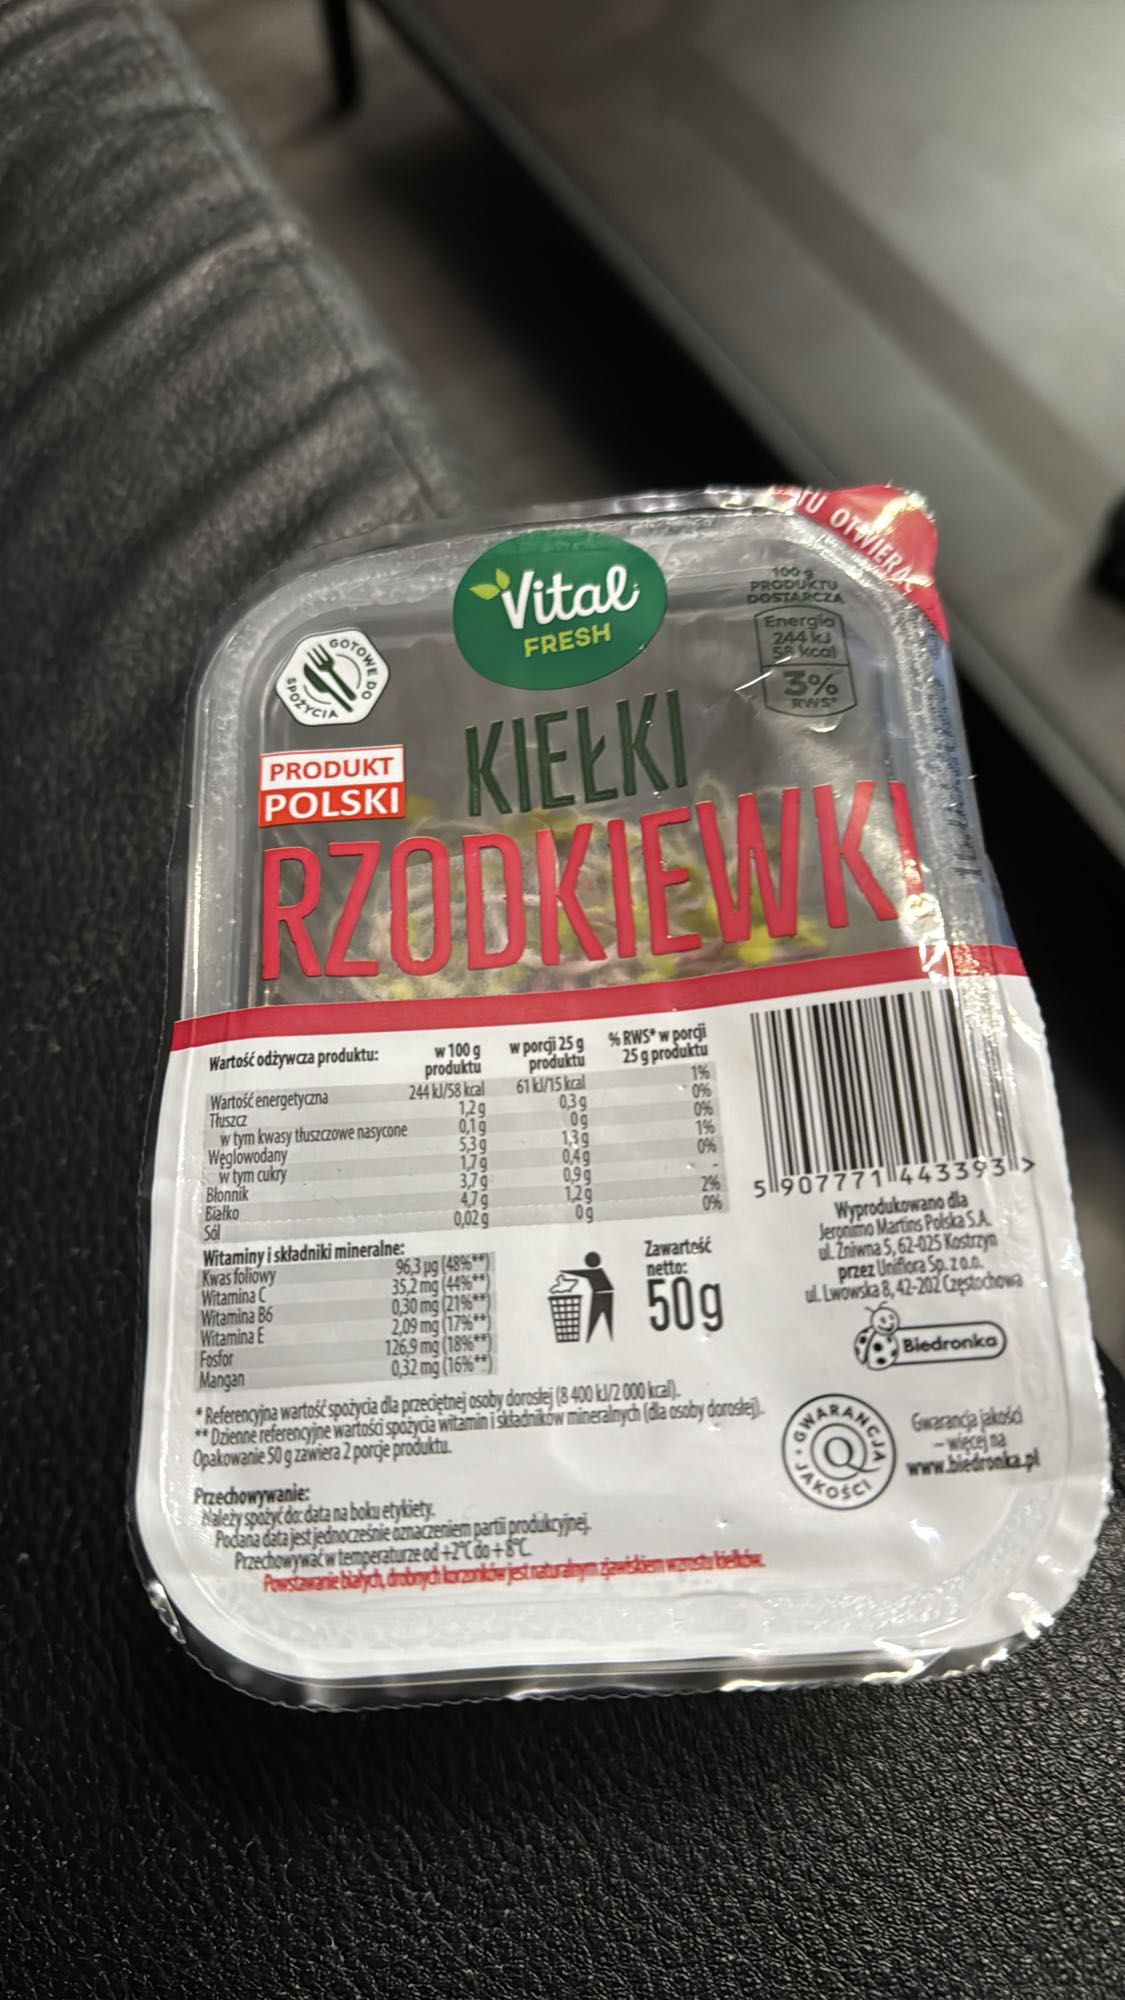 TU OTWIERA
Vital
FRESH
100 g
PRODUKTU
DOSTARCZA
Energia
244 kJ
58 kcal
3%
RWS*
GOTOWE DO
SPOŻYCIA
PRODUKT
POLSKI
KIEŁKI
RZODKIEWKI
Wartość odżywcza produktu: w 100 g produktu w porcji 25 g produktu % RWS* w porcji 25 g produktu
Wartość energetyczna 244 kJ/58 kcal 61 kJ/15 kcal 1%
Tłuszcz 1,2 g 0,3 g 0%
w tym kwasy tłuszczowe nasycone 0,1 g 0 g 0%
Węglowodany 5,3 g 1,3 g 1%
w tym cukry 1,7 g 0,4 g 0%
Błonnik 3,7 g 0,9 g -
Białko 4,7 g 1,2 g 2%
Sól 0,02 g 0 g 0%
Witaminy i składniki mineralne:
Kwas foliowy 96,3 µg (48%**)
Witamina C 35,2 mg (44%**)
Witamina B6 0,30 mg (21%**)
Witamina E 2,09 mg (17%**)
Fosfor 126,9 mg (18%**)
Mangan 0,32 mg (16%**)
Zawartość
netto:
50g
5 907771 443393 >
Wyprodukowano dla
Jeronimo Martins Polska S.A.
ul. Żniwna 5, 62-025 Kostrzyn
przez Uniflora Sp. z o.o.
ul. Lwowska 8, 42-202 Częstochowa
Biedronka
* Referencyjna wartość spożycia dla przeciętnej osoby dorosłej (8 400 kJ/2 000 kcal).
** Dzienne referencyjne wartości spożycia witamin i składników mineralnych (dla osoby dorosłej).
Opakowanie 50 g zawiera 2 porcje produktu.
GWARANCJA
Q
JAKOŚCI
Gwarancja jakości
– więcej na
www.biedronka.pl
Przechowywanie:
Należy spożyć do: data na boku etykiety.
Podana data jest jednocześnie oznaczeniem partii produkcyjnej.
Przechowywać w temperaturze od +2°C do +8°C.
Powstawanie białych, drobnych korzonków jest naturalnym zjawiskiem wzrostu kiełków.